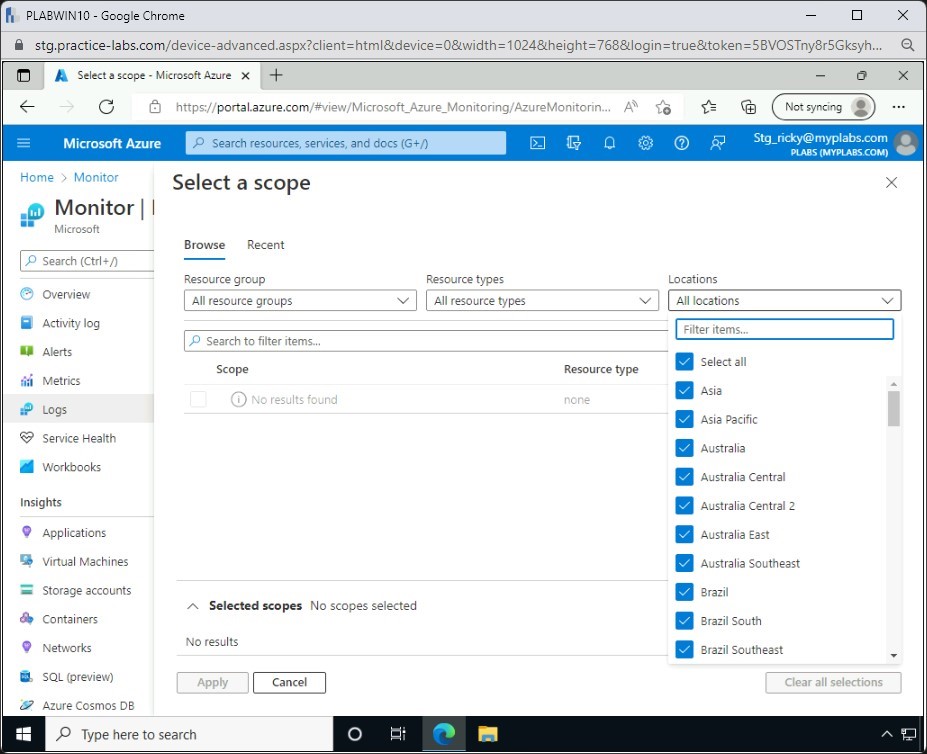 PLABWIN10 - Google Chrome
stg.practice-labs.com/device-advanced.aspx?client=html&device=0&width=1024&height=768&login=true&token=5BVOSTny8r5Gksyh...
Select a scope - Microsoft Azure
https://portal.azure.com/#view/Microsoft_Azure_Monitoring/AzureMonitorin...
Not syncing
Microsoft Azure
Search resources, services, and docs (G+/)
Stg_ricky@myplabs.com
PLABS (MYPLABS.COM)
Home > Monitor
Monitor |
Microsoft
Search (Ctrl+/)
Overview
Activity log
Alerts
Metrics
Logs
Service Health
Workbooks
Insights
Applications
Virtual Machines
Storage accounts
Containers
Networks
SQL (preview)
Azure Cosmos DB
Select a scope
Browse Recent
Resource group Resource types Locations
All resource groups All resource types All locations
Search to filter items...
Scope Resource type
No results found none
Filter items...
Select all
Asia
Asia Pacific
Australia
Australia Central
Australia Central 2
Australia East
Australia Southeast
Brazil
Brazil South
Brazil Southeast
Selected scopes No scopes selected
No results
Apply Cancel Clear all selections
Type here to search